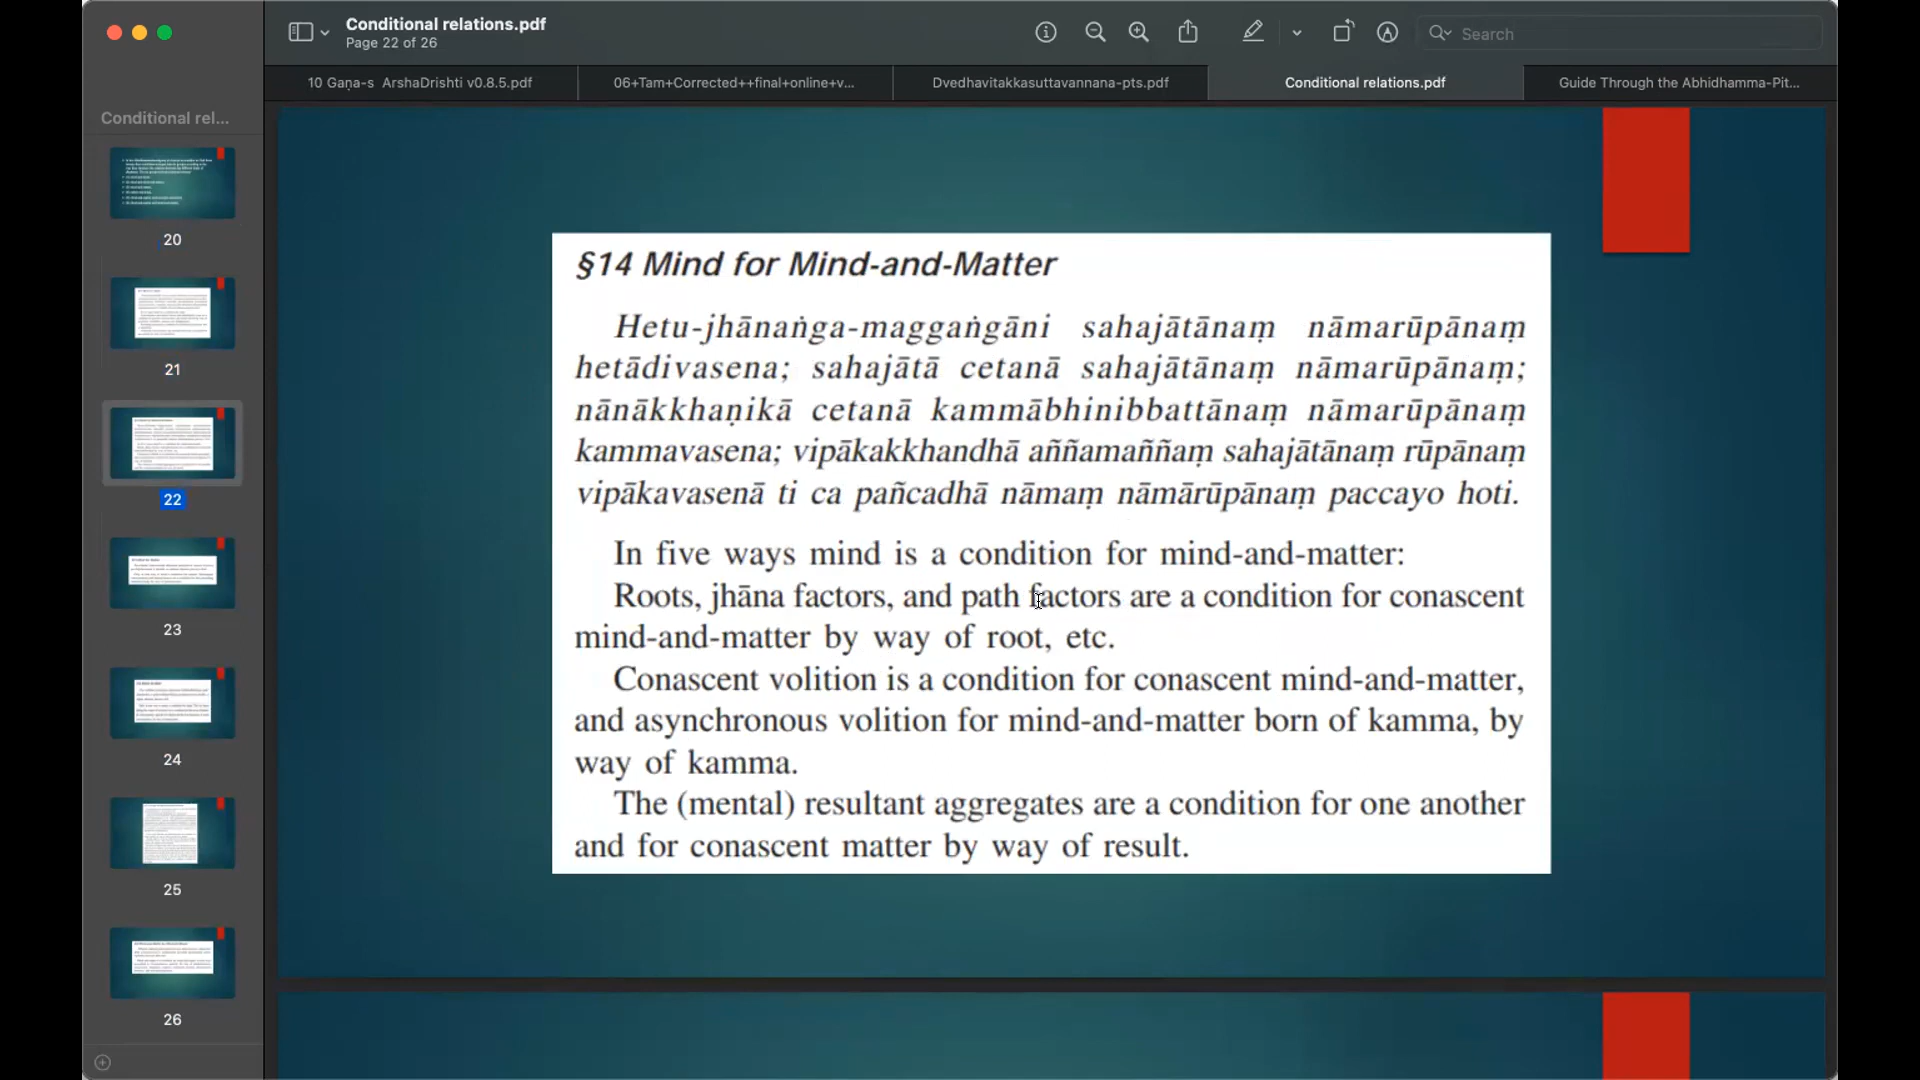 Conditional relations.pdf
Page 22 of 26
Search
10 Gaṇa-s ArshaDrishti v0.8.5.pdf
06+Tam+Corrected++final+online+v...
Dvedhavitakkasuttavannana-pts.pdf
Conditional relations.pdf
Guide Through the Abhidhamma-Pit...
Conditional rel...
20
21
22
23
24
25
26
§14 Mind for Mind-and-Matter
Hetu-jhānaṅga-maggaṅgāni sahajātānaṃ nāmarūpānaṃ
hetādivasena; sahajātā cetanā sahajātānaṃ nāmarūpānaṃ;
nānākkhaṇikā cetanā kammābhinibbattānaṃ nāmarūpānaṃ
kammavasena; vipākakkhandhā aññamaññaṃ sahajātānaṃ rūpānaṃ
vipākavasenā ti ca pañcadhā nāmaṃ nāmārūpānaṃ paccayo hoti.
In five ways mind is a condition for mind-and-matter:
Roots, jhāna factors, and path factors are a condition for conascent
mind-and-matter by way of root, etc.
Conascent volition is a condition for conascent mind-and-matter,
and asynchronous volition for mind-and-matter born of kamma, by
way of kamma.
The (mental) resultant aggregates are a condition for one another
and for conascent matter by way of result.